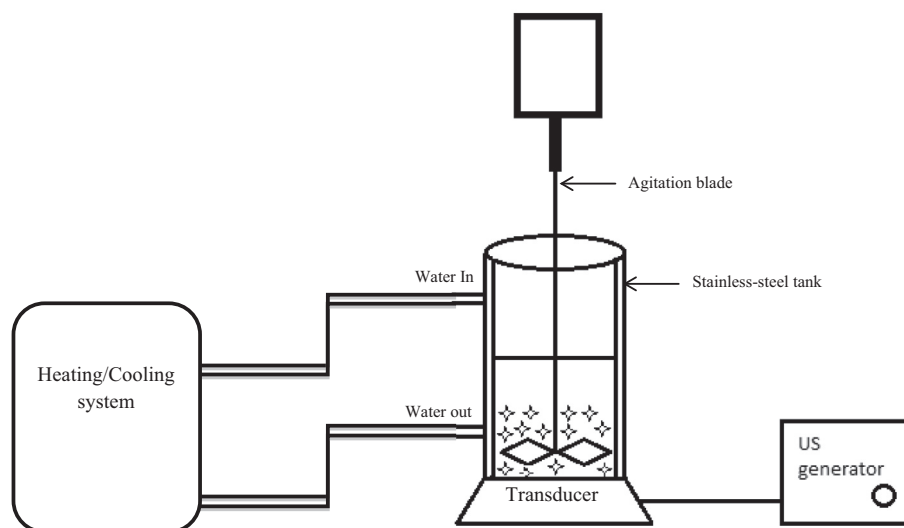 Agitation blade
Water In
Stainless-steel tank
Heating/Cooling
system
Water out
US
generator
Transducer